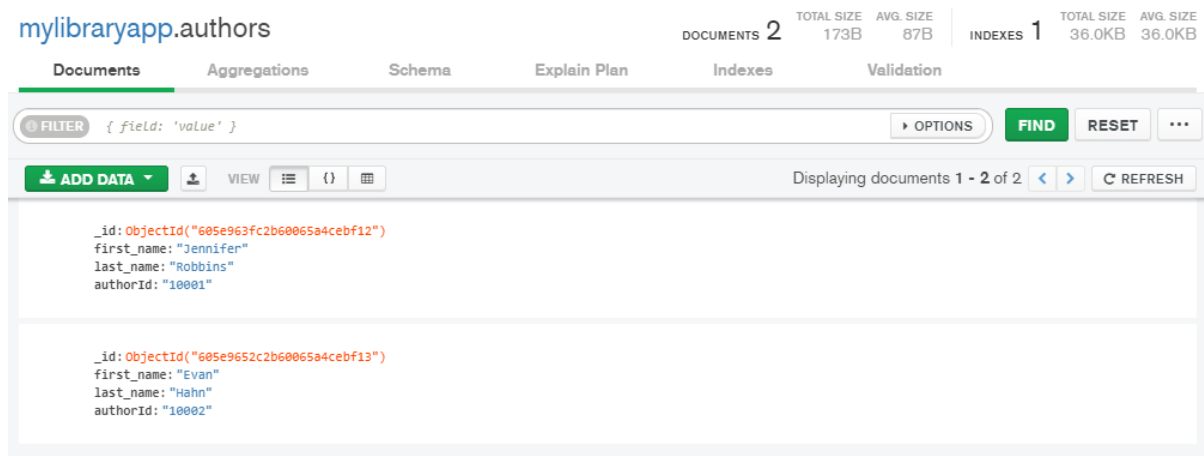 mylibraryapp.authors
DOCUMENTS 2 TOTAL SIZE 173B AVG. SIZE 87B INDEXES 1 TOTAL SIZE 36.0KB AVG. SIZE 36.0KB
Documents Aggregations Schema Explain Plan Indexes Validation
FILTER { field: 'value' } OPTIONS FIND RESET ...
ADD DATA VIEW {} Displaying documents 1 - 2 of 2 < > REFRESH
_id: ObjectId("605e963fc2b60065a4cebf12")
first_name: "Jennifer"
last_name: "Robbins"
authorId: "10001"
_id: ObjectId("605e9652c2b60065a4cebf13")
first_name: "Evan"
last_name: "Hahn"
authorId: "10002"